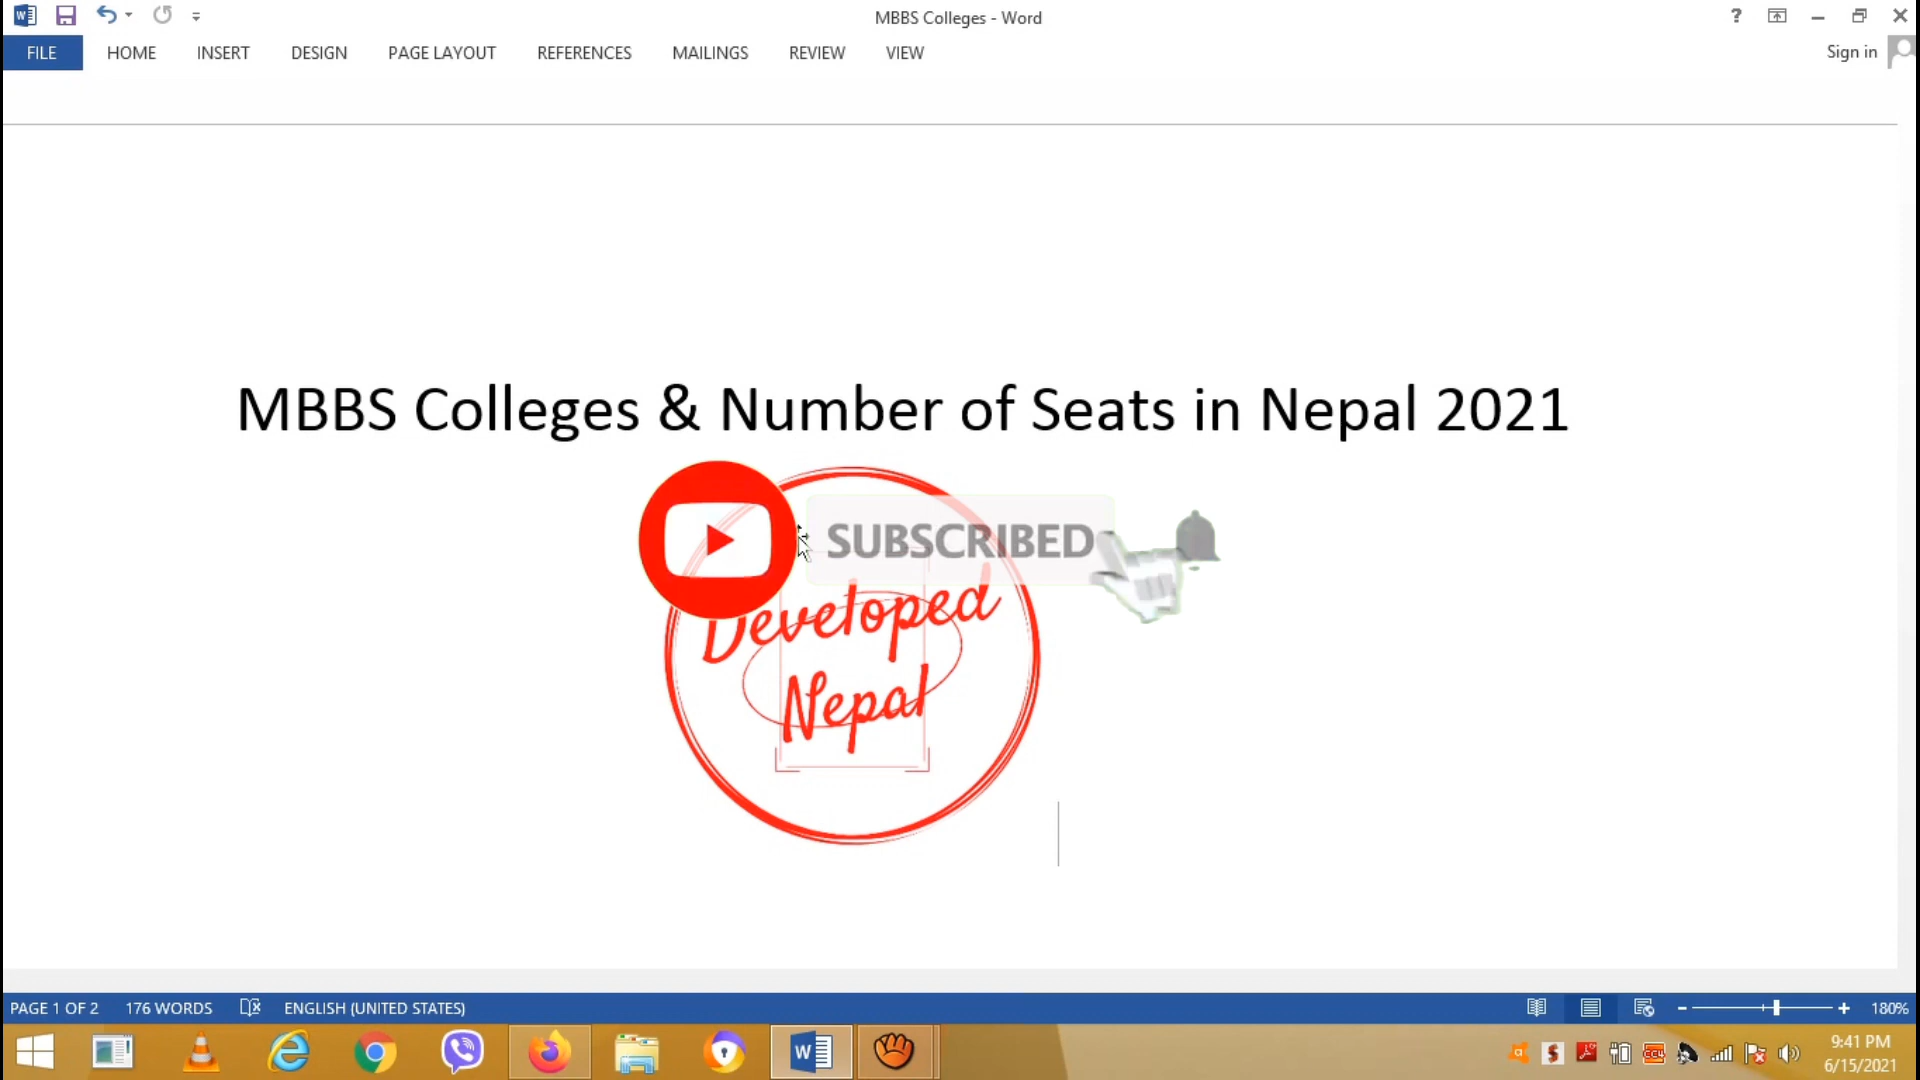 MBBS Colleges - Word
?
FILE HOME INSERT DESIGN PAGE LAYOUT REFERENCES MAILINGS REVIEW VIEW
Sign in
MBBS Colleges & Number of Seats in Nepal 2021
SUBSCRIBED
Developed
Nepal
PAGE 1 OF 2 176 WORDS ENGLISH (UNITED STATES) 180%
9:41 PM
6/15/2021